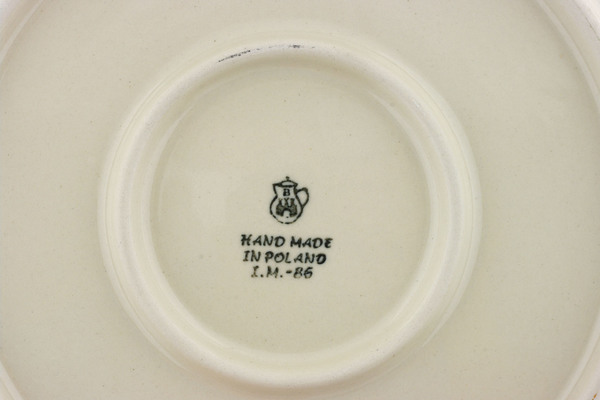 B
HAND MADE
IN POLAND
I.M.-86